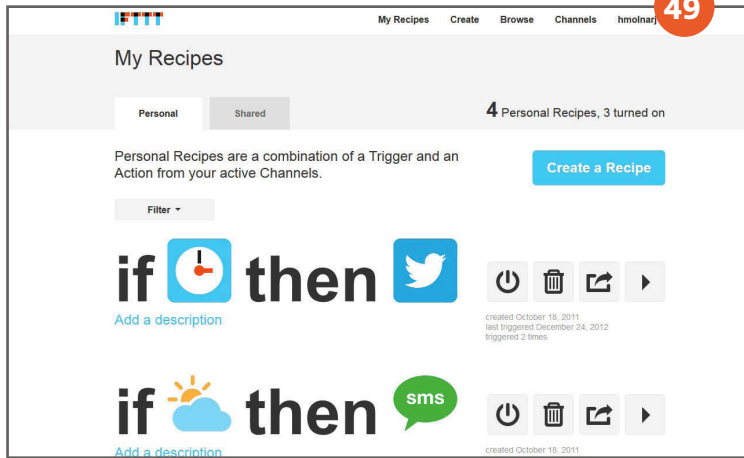 IFTTT
My Recipes Create Browse Channels hmolnarj
49
My Recipes
Personal Shared
4 Personal Recipes, 3 turned on
Personal Recipes are a combination of a Trigger and an
Action from your active Channels.
Create a Recipe
Filter
if then
Add a description
created October 18, 2011
last triggered December 24, 2012
triggered 2 times
if then sms
Add a description
created October 18, 2011